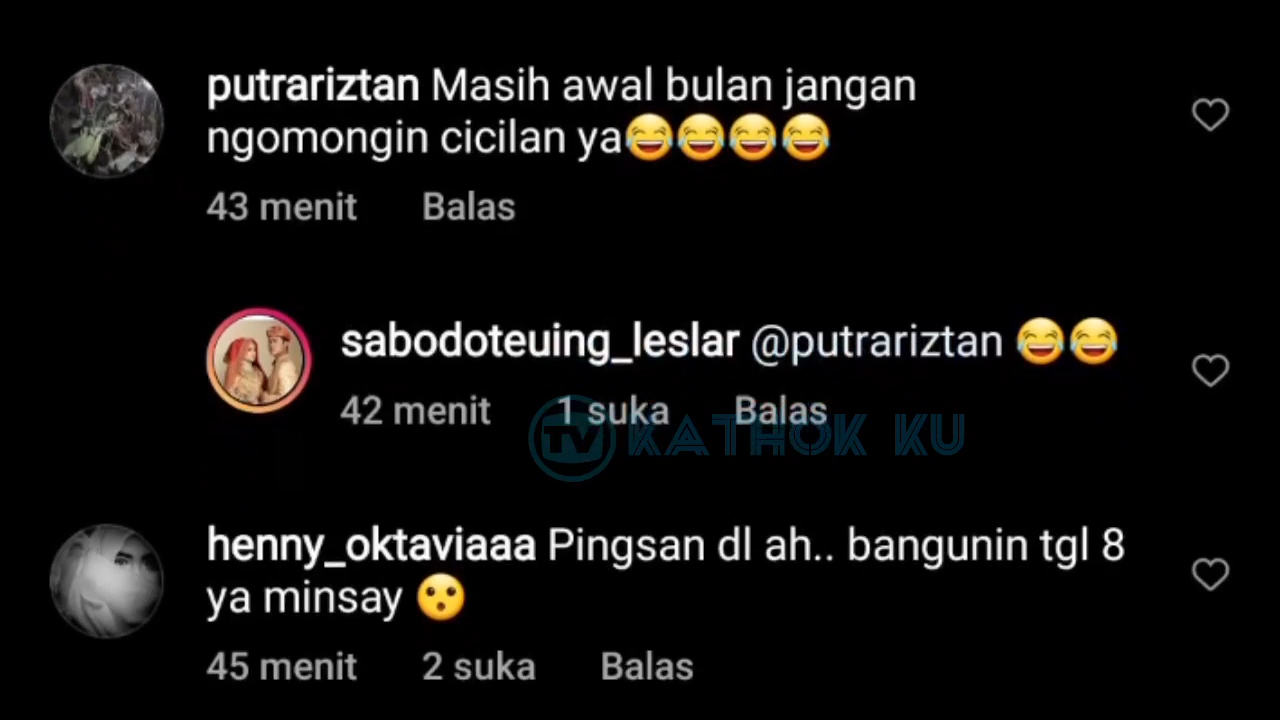 putrariztan Masih awal bulan jangan
ngomongin cicilan ya😂😂😂😂
43 menit Balas
sabodoteuing_leslar @putrariztan 😂😂
42 menit 1 suka Balas
TV KATHOK KU
henny_oktaviaaa Pingsan dl ah.. bangunin tgl 8
ya minsay 😯
45 menit 2 suka Balas